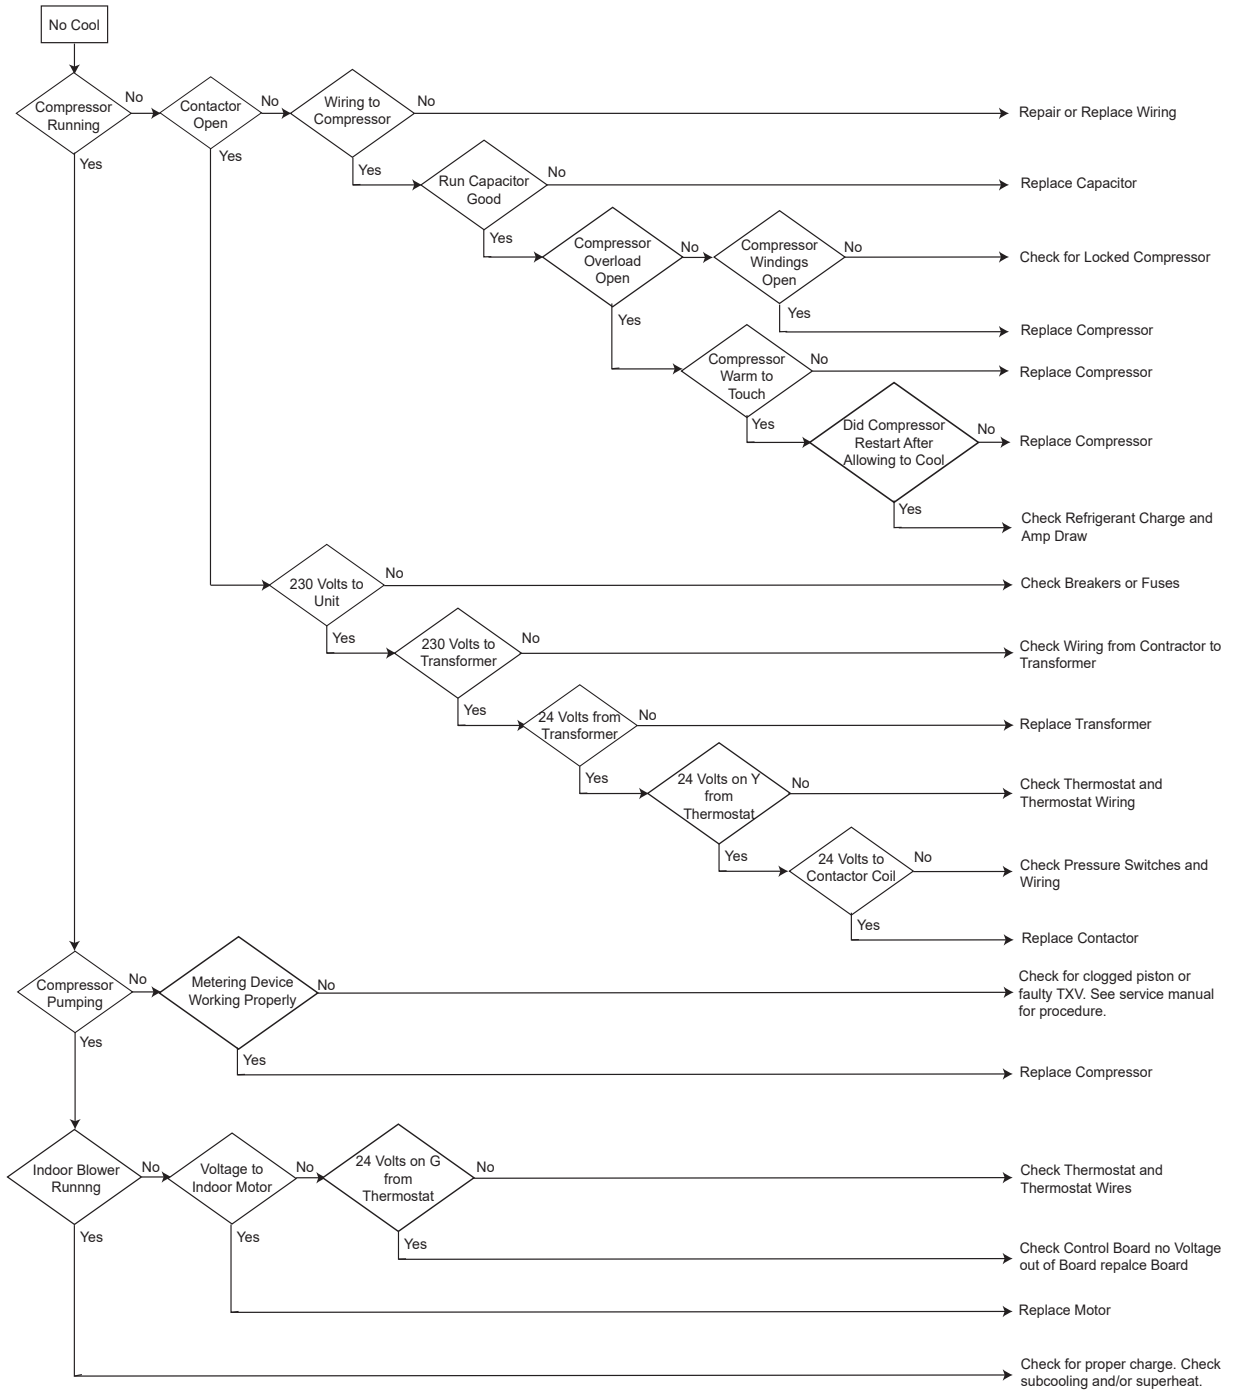 No Cool
Compressor
Running
No
Yes
Contactor
Open
No
Yes
Wiring to
Compressor
No
Yes
Repair or Replace Wiring
Run Capacitor
Good
No
Yes
Replace Capacitor
Compressor
Overload
Open
No
Yes
Compressor
Windings
Open
No
Yes
Check for Locked Compressor
Replace Compressor
Compressor
Warm to
Touch
No
Yes
Replace Compressor
Did Compressor
Restart After
Allowing to Cool
No
Yes
Replace Compressor
Check Refrigerant Charge and
Amp Draw
230 Volts to
Unit
No
Yes
Check Breakers or Fuses
230 Volts to
Transformer
No
Yes
Check Wiring from Contractor to
Transformer
24 Volts from
Transformer
No
Yes
Replace Transformer
24 Volts on Y
from
Thermostat
No
Yes
Check Thermostat and
Thermostat Wiring
24 Volts to
Contactor Coil
No
Yes
Check Pressure Switches and
Wiring
Replace Contactor
Compressor
Pumping
No
Yes
Metering Device
Working Properly
No
Yes
Check for clogged piston or
faulty TXV. See service manual
for procedure.
Replace Compressor
Indoor Blower
Runnng
No
Yes
Voltage to
Indoor Motor
No
Yes
24 Volts on G
from
Thermostat
No
Yes
Check Thermostat and
Thermostat Wires
Check Control Board no Voltage
out of Board repalce Board
Replace Motor
Check for proper charge. Check
subcooling and/or superheat.